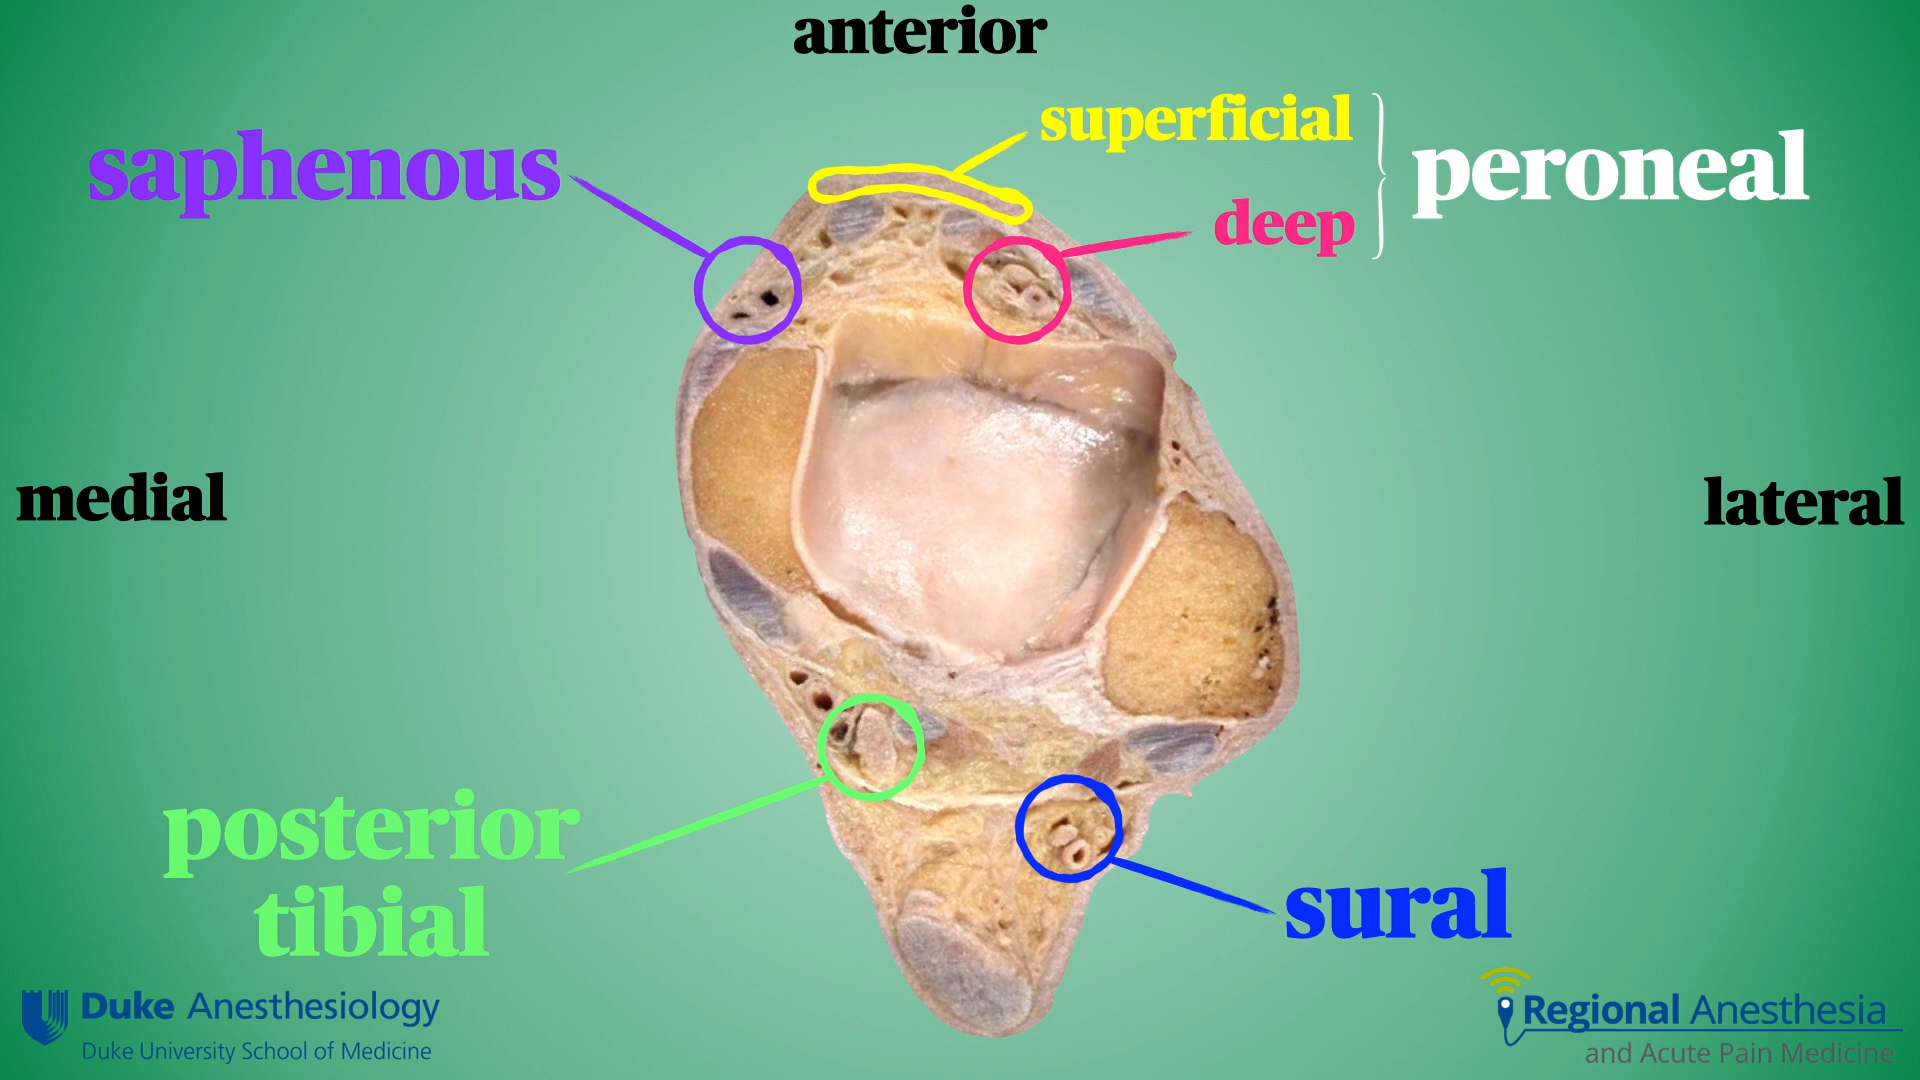 anterior
superficial
saphenous
peroneal
deep
medial
lateral
posterior
tibial
sural
Duke Anesthesiology
Duke University School of Medicine
Regional Anesthesia
and Acute Pain Medicine